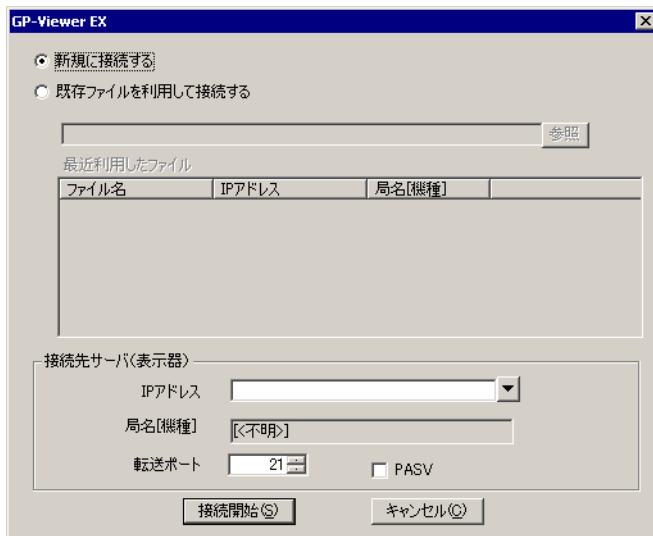 GP-Viewer EX
新規に接続する
既存ファイルを利用して接続する
参照
最近利用したファイル
ファイル名 IPアドレス 局名[機種]
接続先サーバ(表示器)
IPアドレス
局名[機種] [<不明>]
転送ポート 21 PASV
接続開始(S) キャンセル(C)